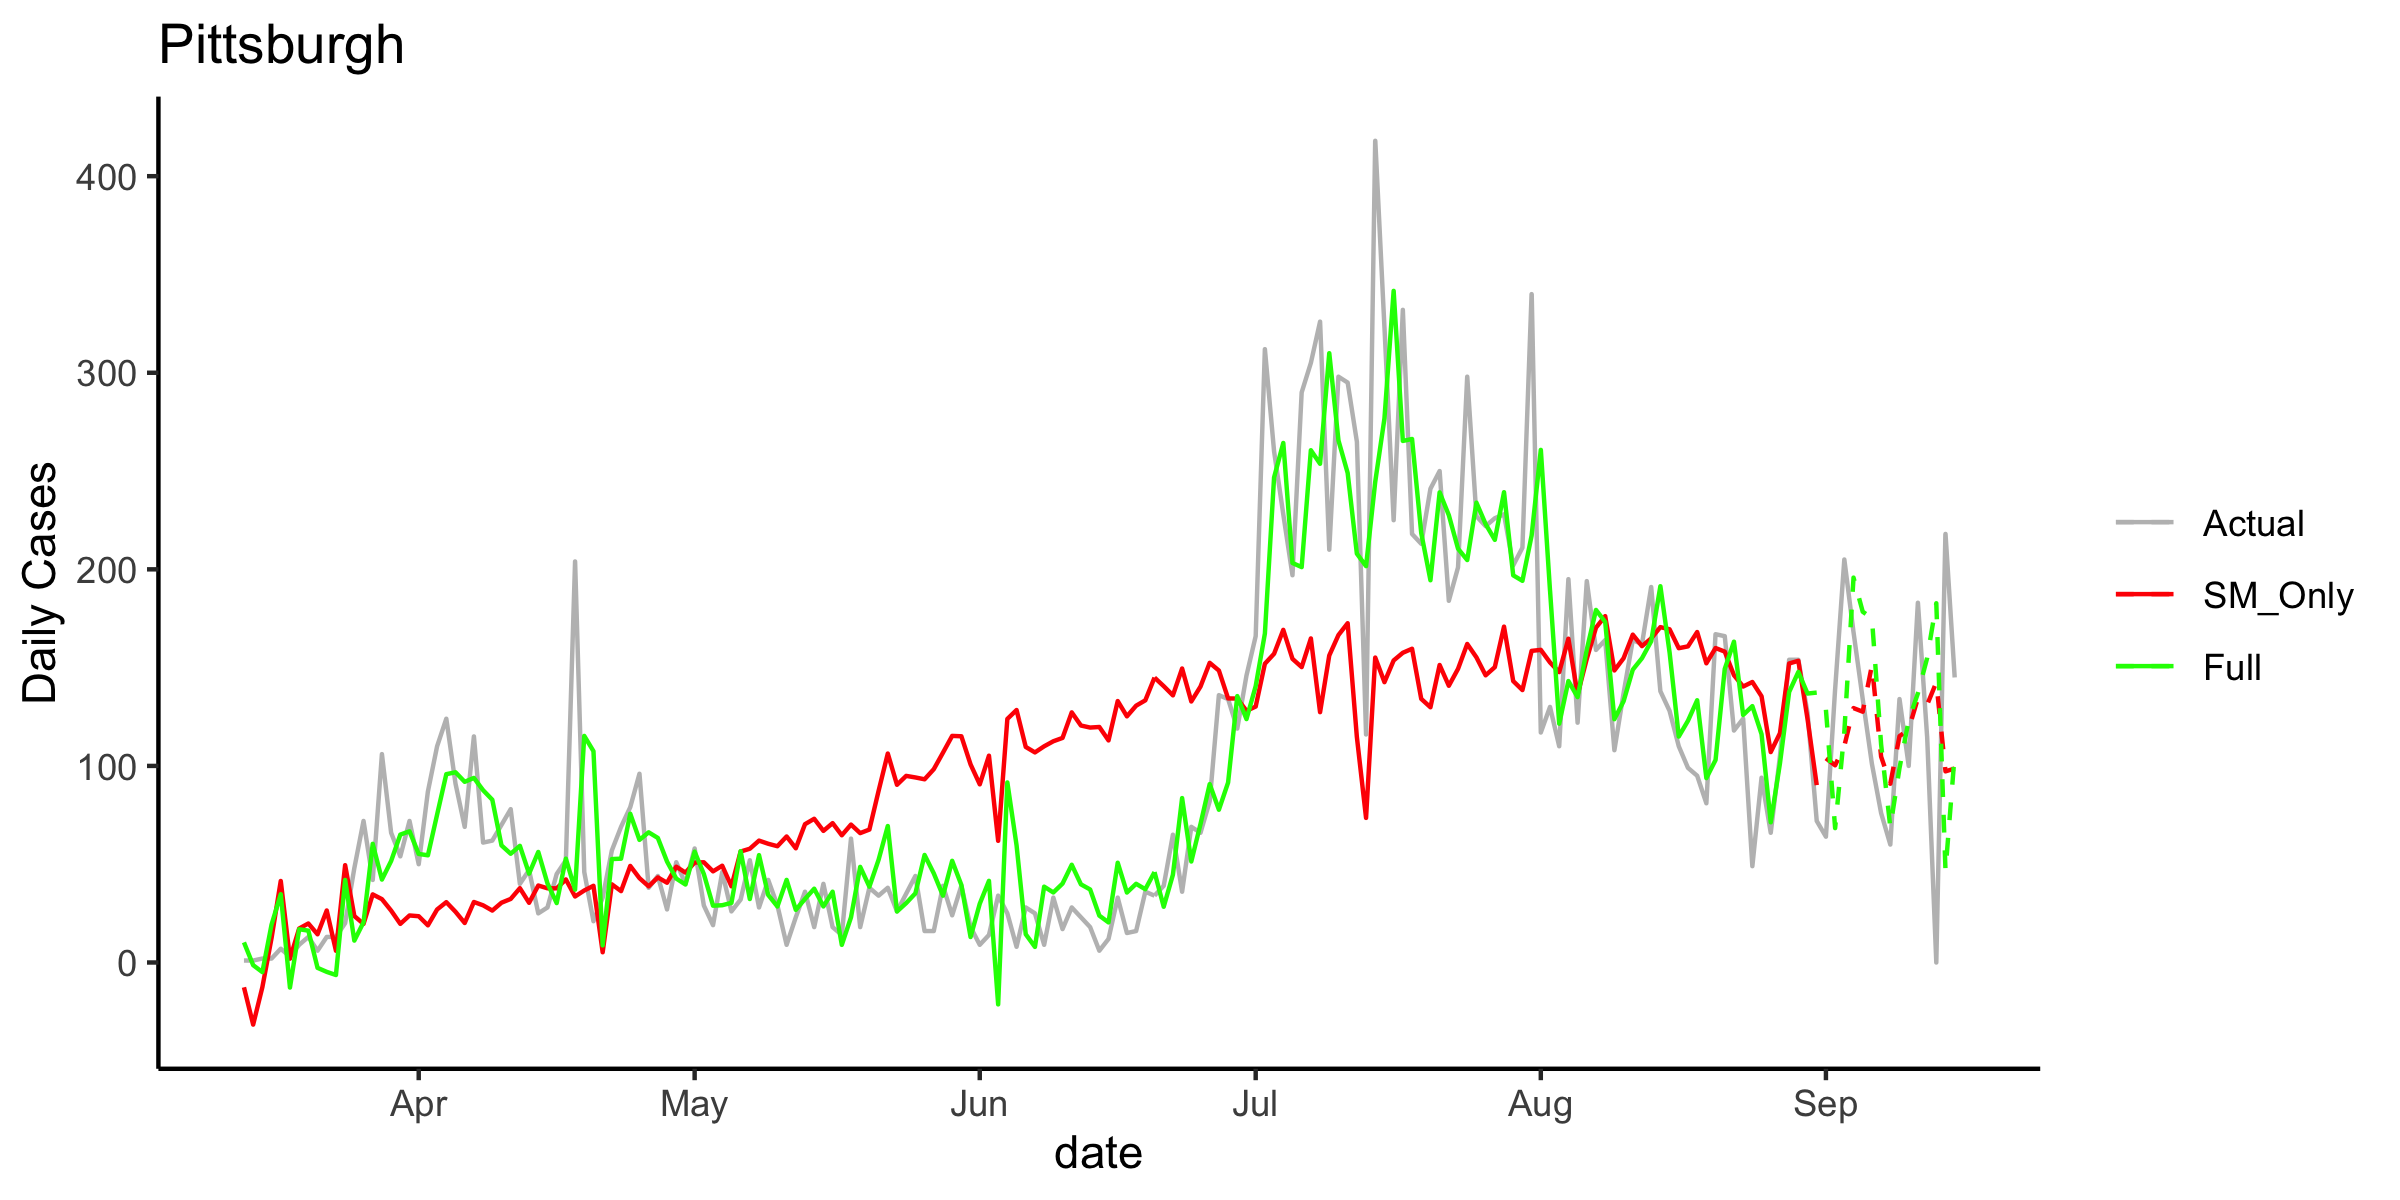 Pittsburgh
Daily Cases
400
300
200
100
0
Apr
May
Jun
Jul
Aug
Sep
date
Actual
SM_Only
Full